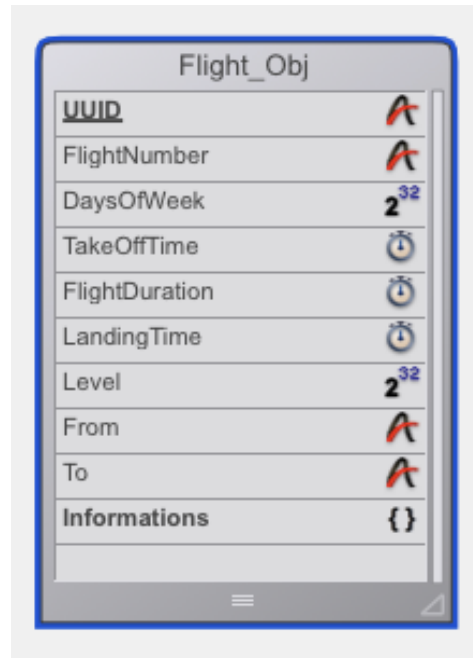 Flight_Obj
UUID
FlightNumber
DaysOfWeek 2³²
TakeOffTime
FlightDuration
LandingTime
Level 2³²
From
To
Informations {}